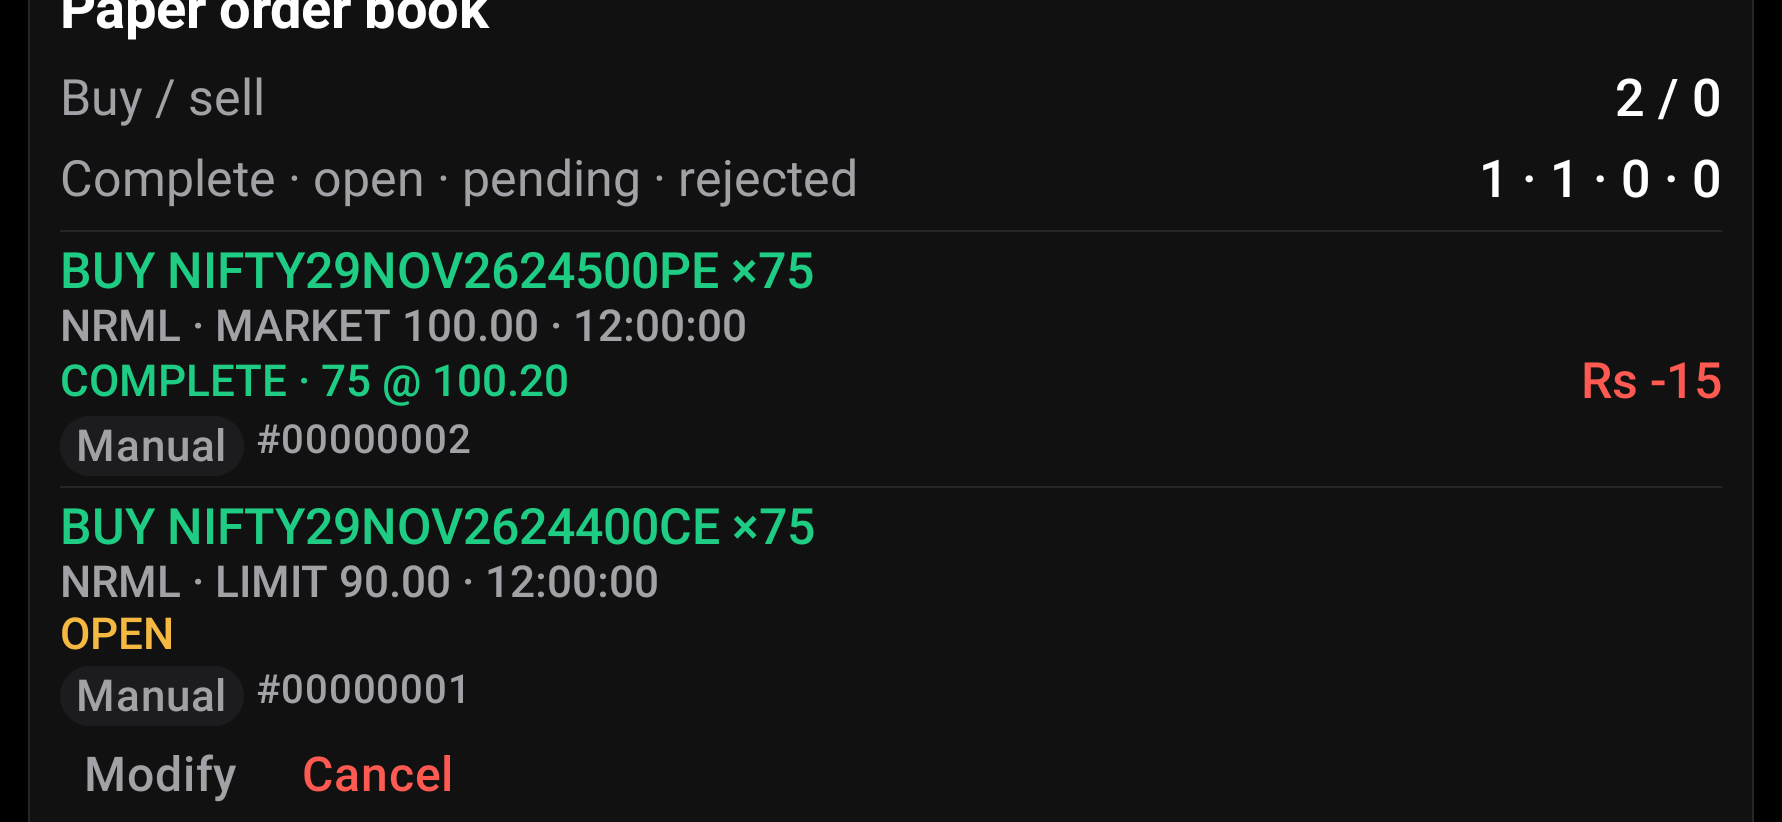 Paper order book
Buy / sell 2 / 0
Complete · open · pending · rejected 1 · 1 · 0 · 0
BUY NIFTY29NOV2624500PE ×75
NRML · MARKET 100.00 · 12:00:00
COMPLETE · 75 @ 100.20 Rs -15
Manual #00000002
BUY NIFTY29NOV2624400CE ×75
NRML · LIMIT 90.00 · 12:00:00
OPEN
Manual #00000001
Modify Cancel